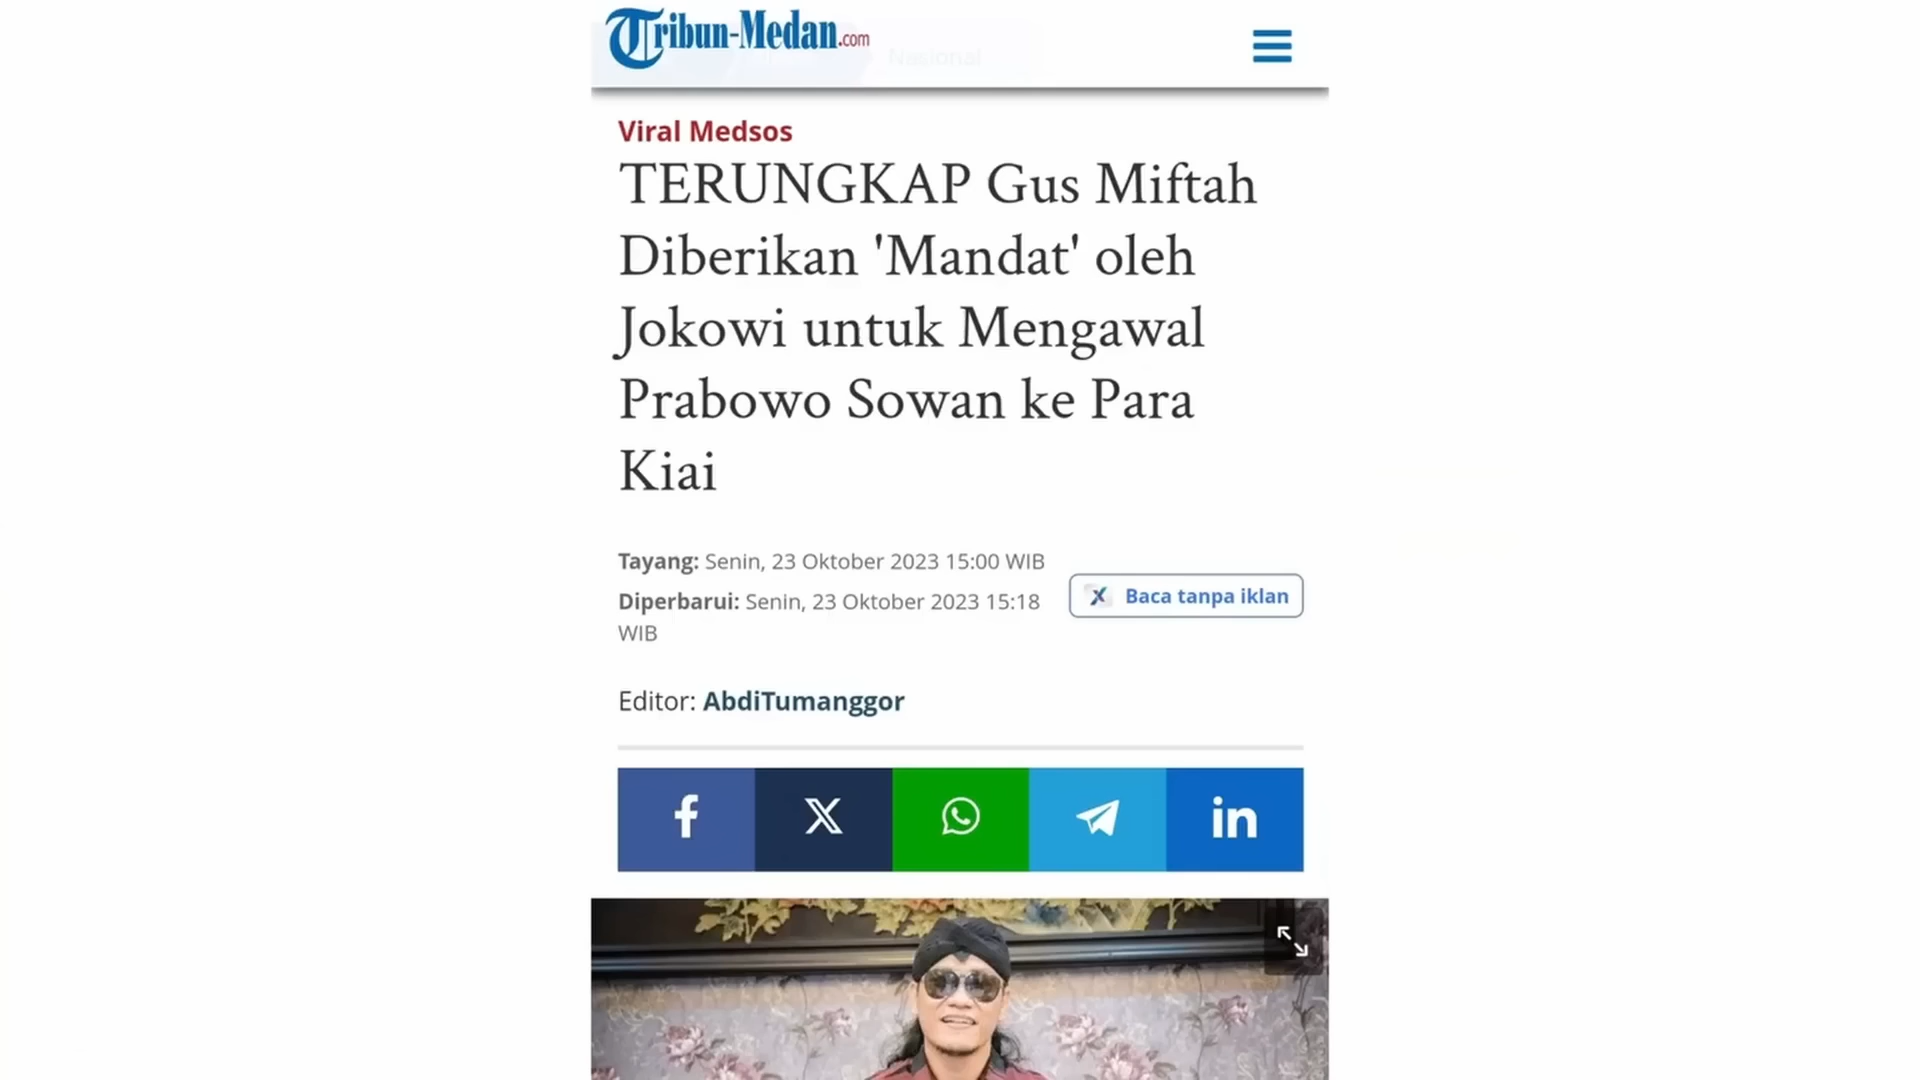 Tribun-Medan.com
Nasional
Viral Medsos
TERUNGKAP Gus Miftah
Diberikan 'Mandat' oleh
Jokowi untuk Mengawal
Prabowo Sowan ke Para
Kiai
Tayang: Senin, 23 Oktober 2023 15:00 WIB
Diperbarui: Senin, 23 Oktober 2023 15:18
WIB
Baca tanpa iklan
Editor: AbdiTumanggor